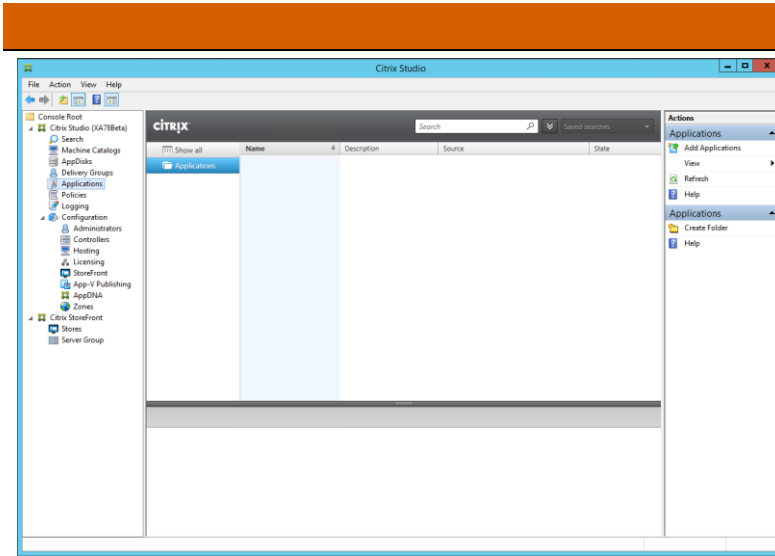 Citrix Studio
File Action View Help
Console Root
Citrix Studio (XA78Beta)
Search
Machine Catalogs
AppDisks
Delivery Groups
Applications
Policies
Logging
Configuration
Administrators
Controllers
Hosting
Licensing
StoreFront
App-V Publishing
AppDNA
Zones
Citrix StoreFront
Stores
Server Group
CİTRIX
Search
Saved searches
Show all
Name Description Source State
Applications
Actions
Applications
Add Applications
View
Refresh
Help
Applications
Create Folder
Help